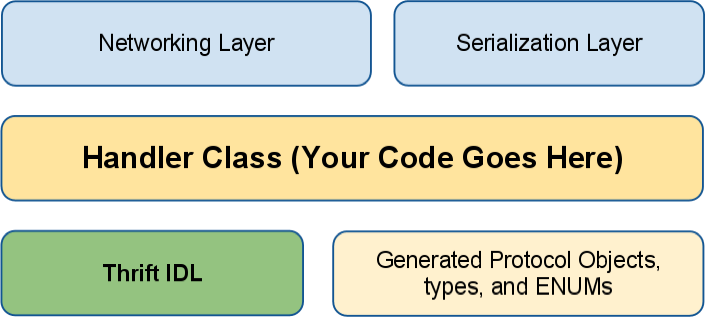 Networking Layer
Serialization Layer
Handler Class (Your Code Goes Here)
Thrift IDL
Generated Protocol Objects,
types, and ENUMs